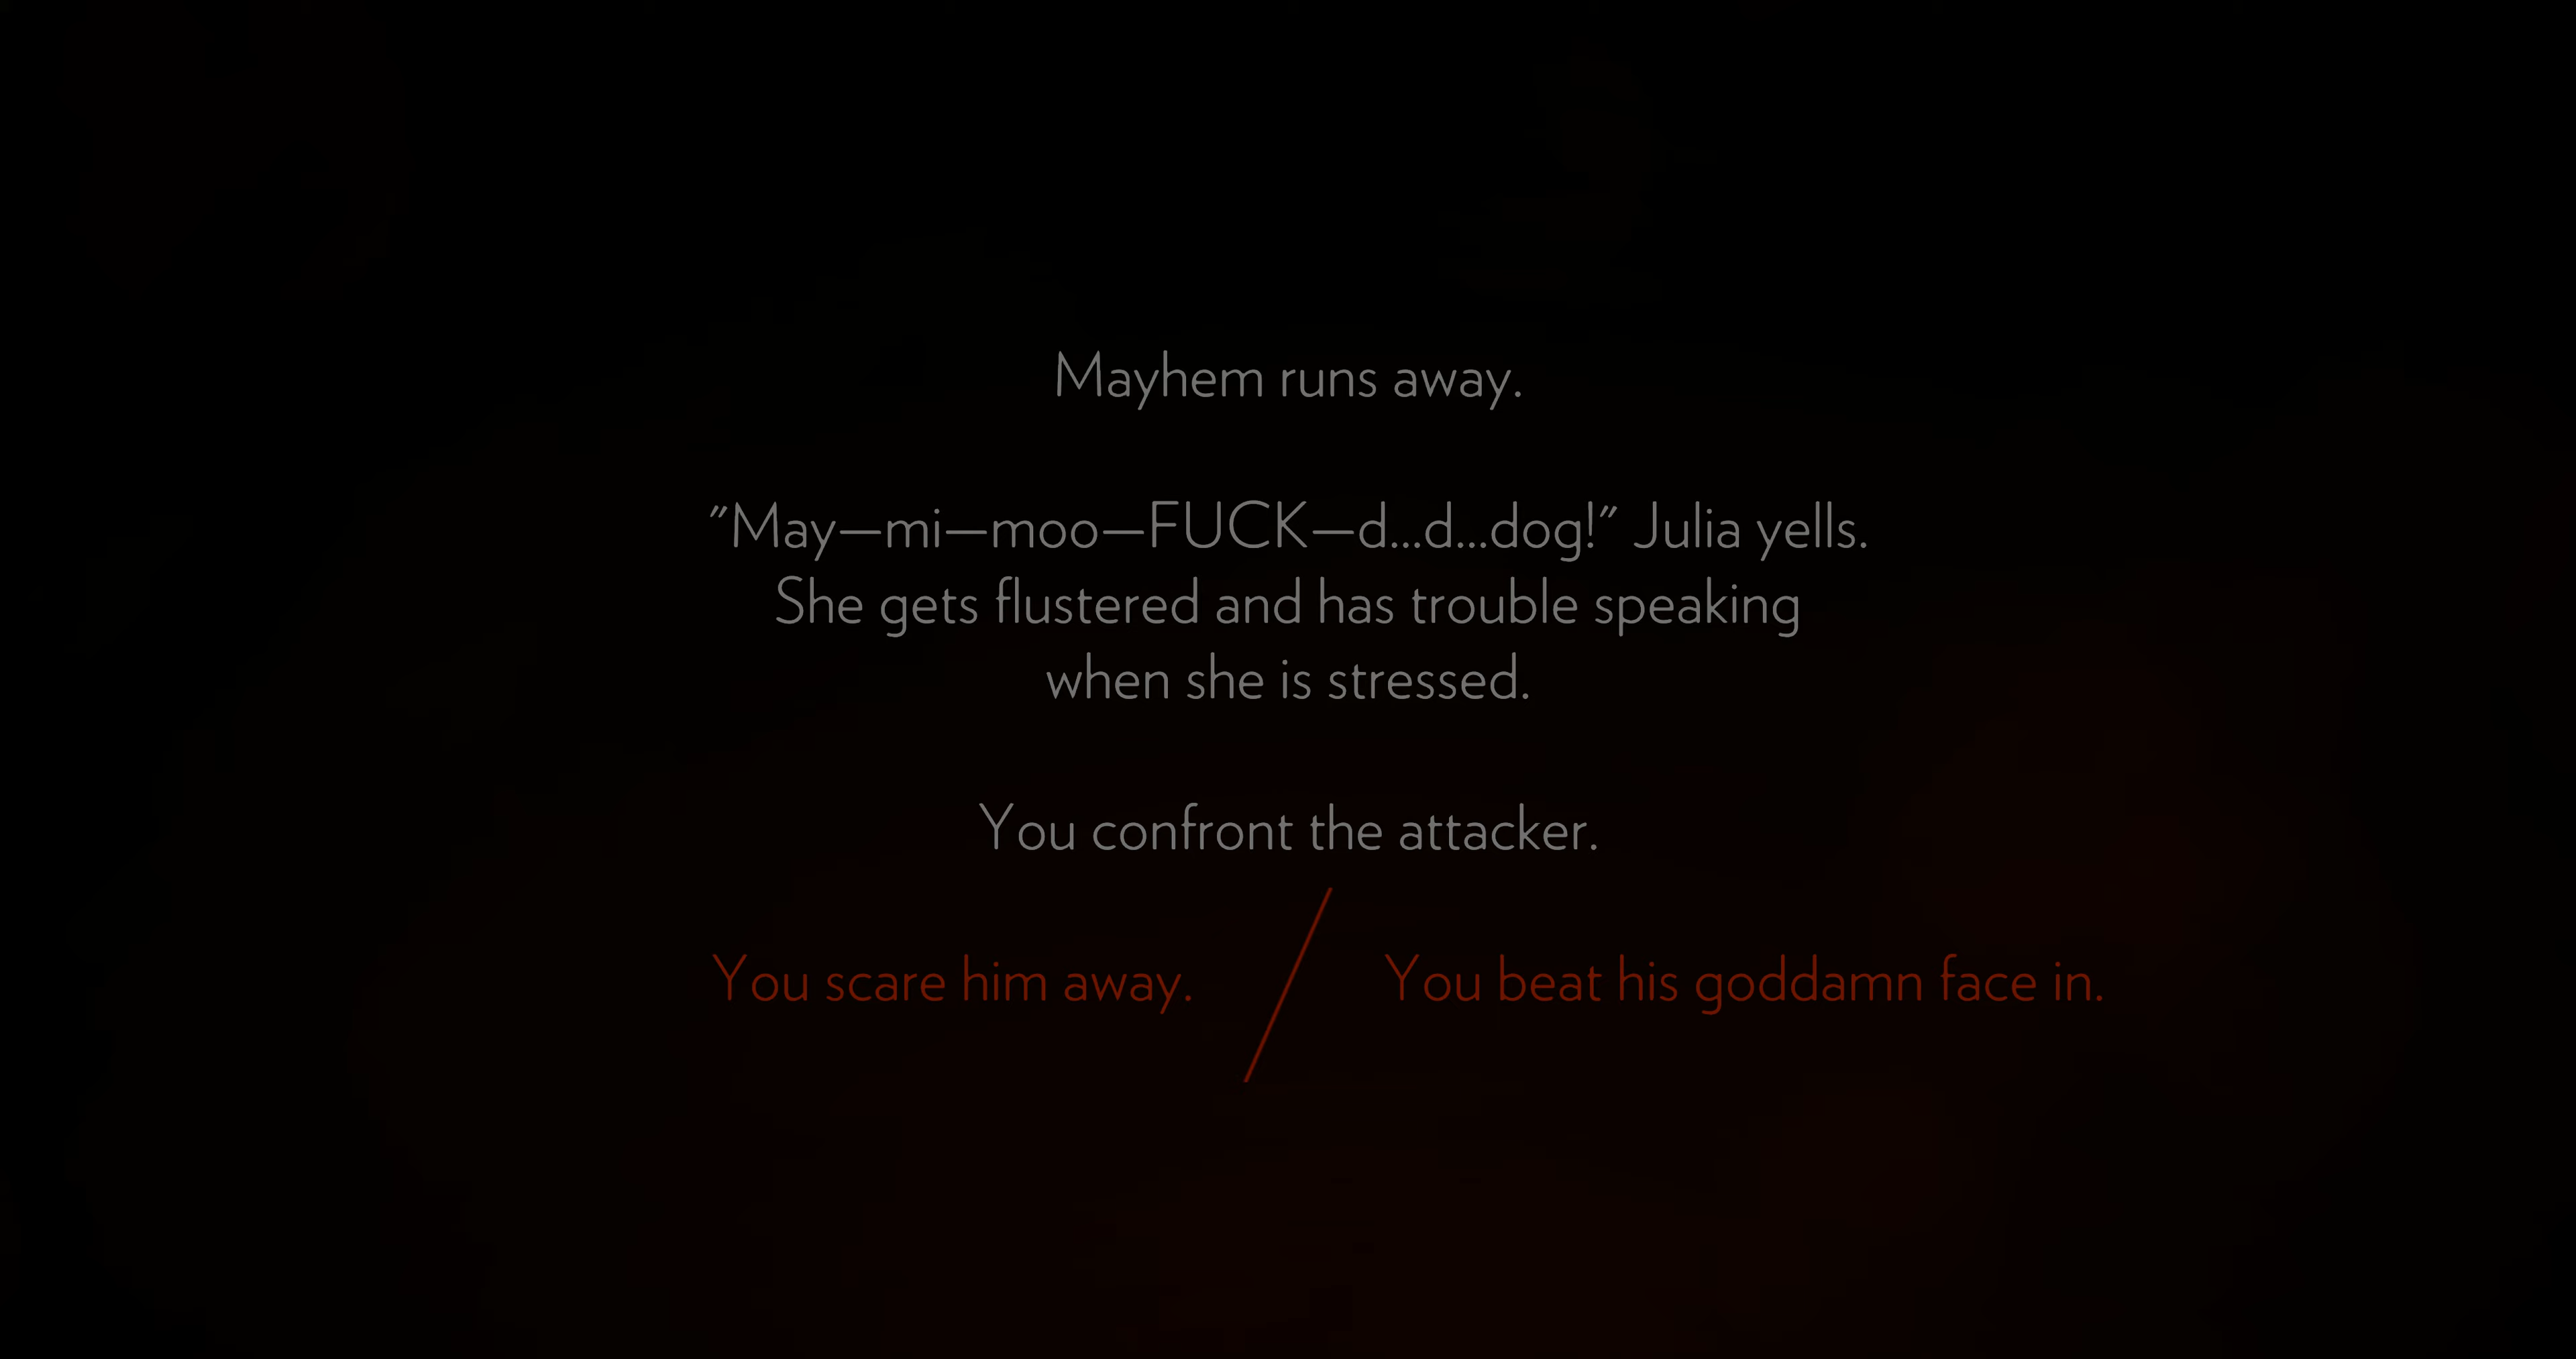 Mayhem runs away.
"May—mi—moo—FUCK—d...d...dog!" Julia yells.
She gets flustered and has trouble speaking
when she is stressed.
You confront the attacker.
You scare him away. / You beat his goddamn face in.